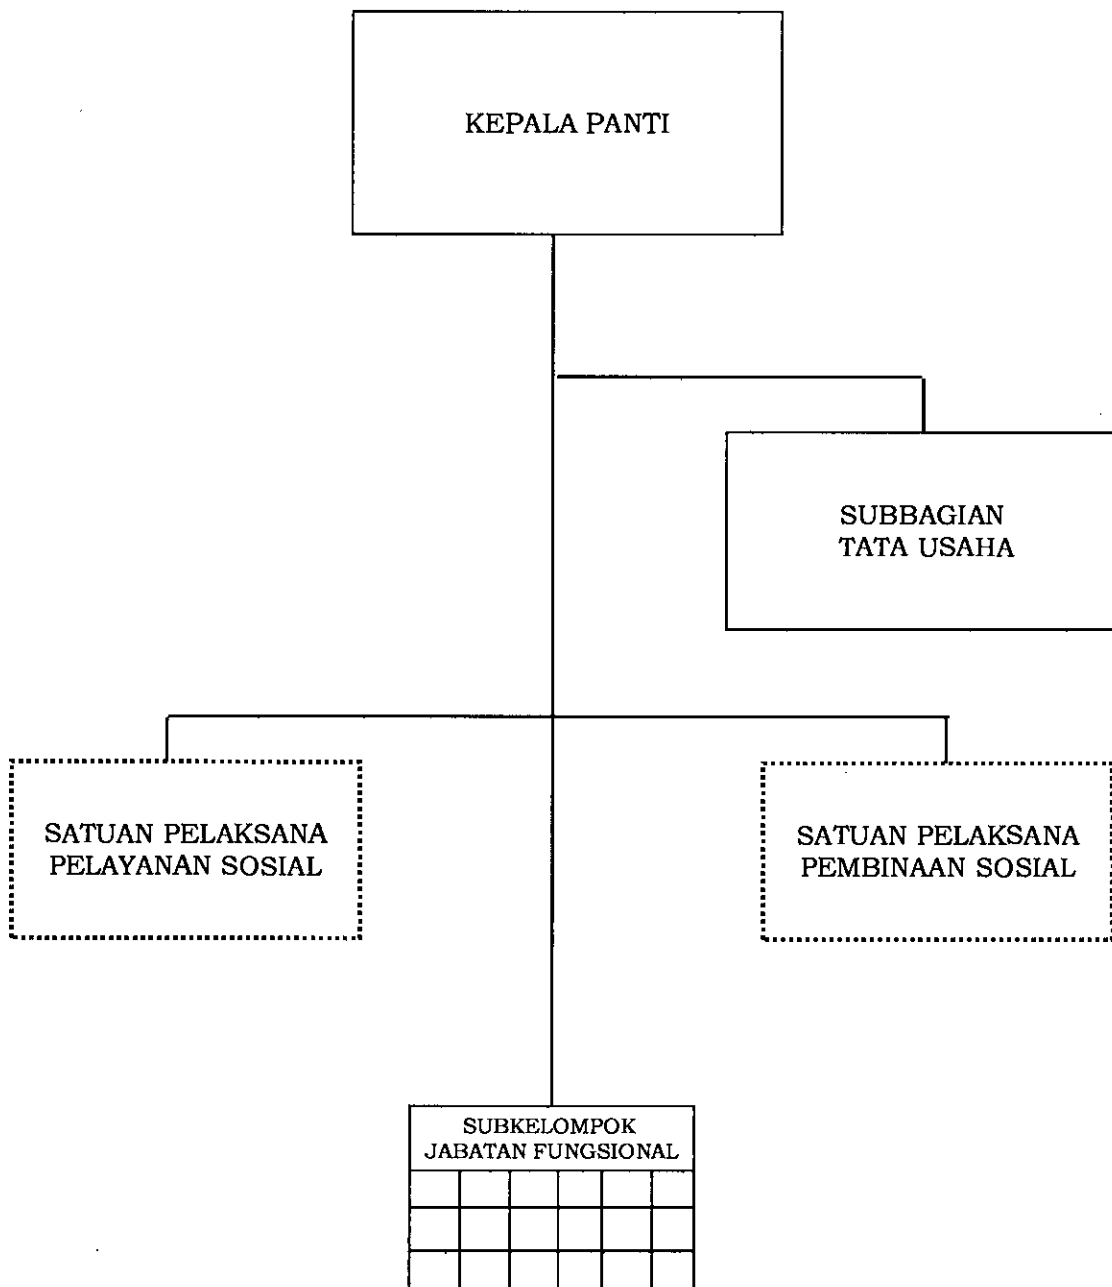 KEPALA PANTI
SUBBAGIAN
TATA USAHA
SATUAN PELAKSANA
PELAYANAN SOSIAL
SATUAN PELAKSANA
PEMBINAAN SOSIAL
SUBKELOMPOK
JABATAN FUNGSIONAL